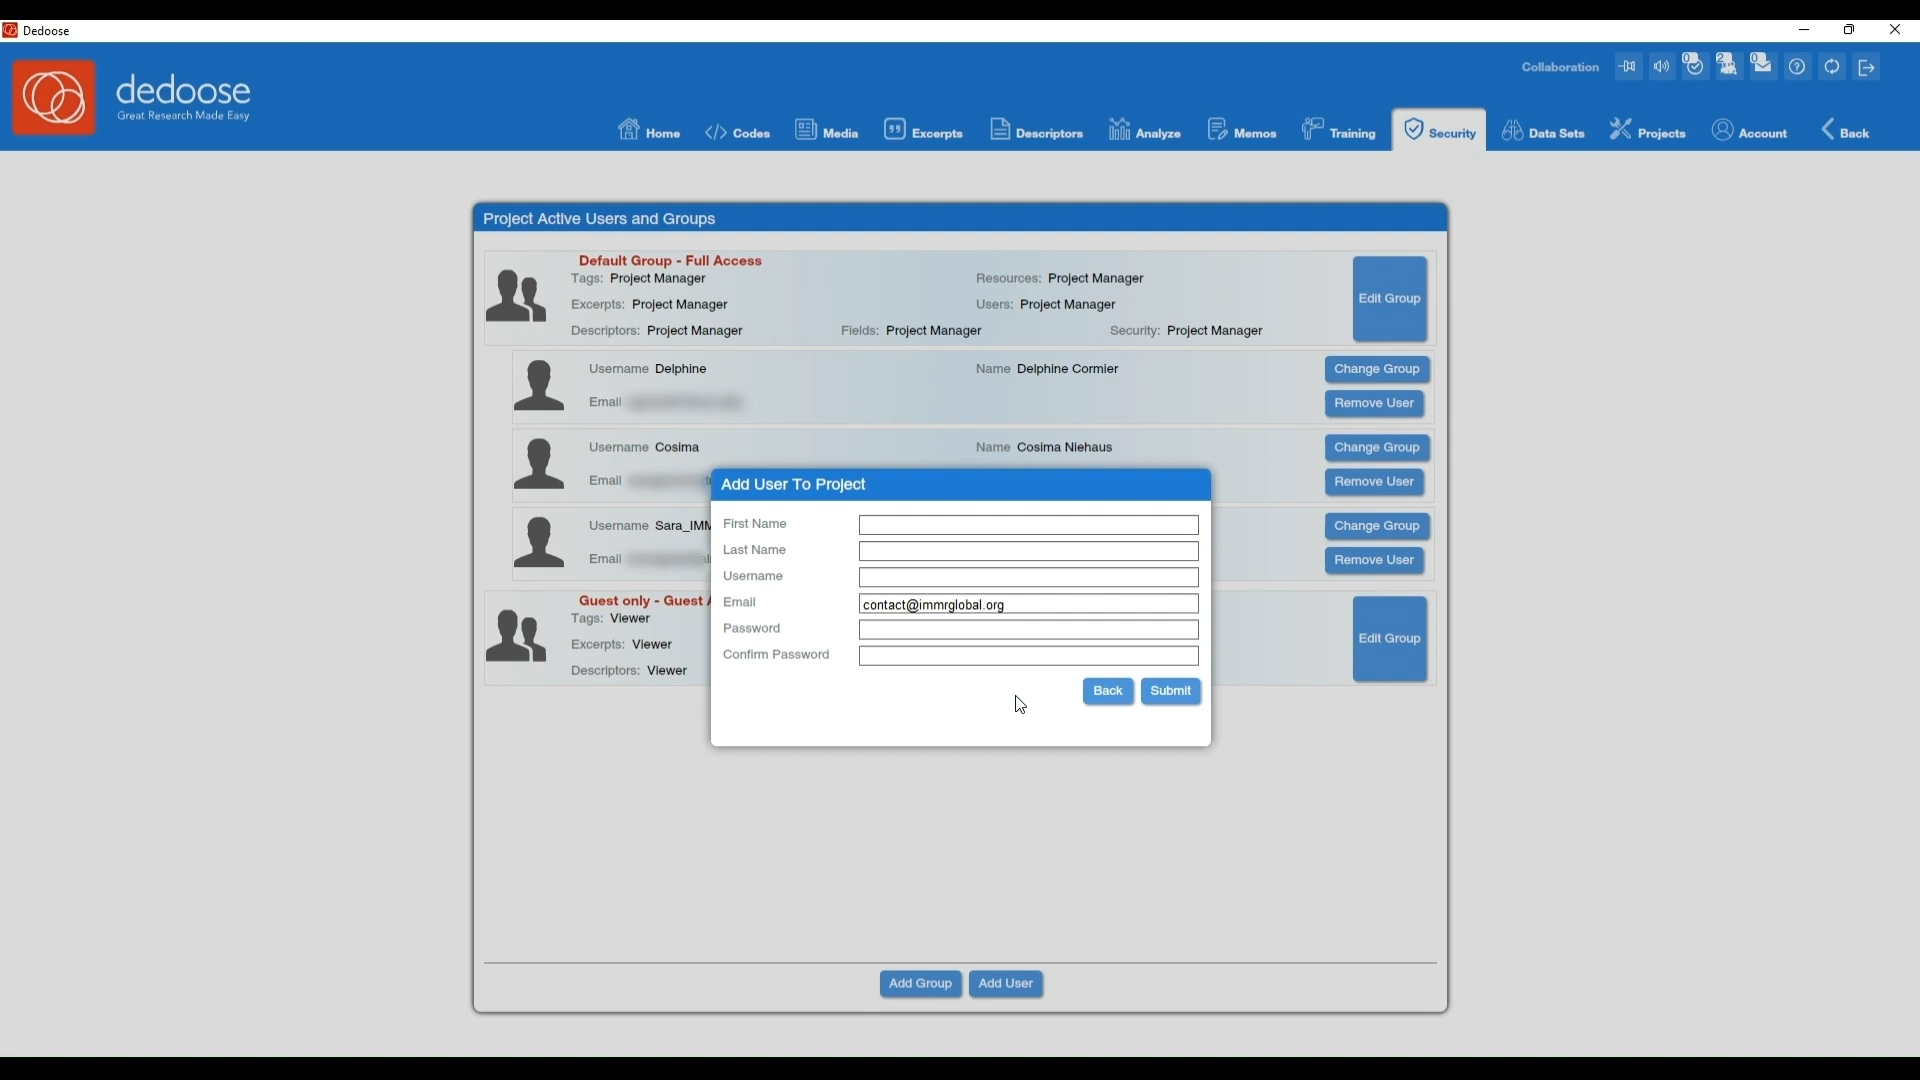 Dedoose
dedoose
Great Research Made Easy
Collaboration
0
2
0
Home
Codes
Media
Excerpts
Descriptors
Analyze
Memos
Training
Security
Data Sets
Projects
Account
Back
Project Active Users and Groups
Default Group - Full Access
Tags: Project Manager
Resources: Project Manager
Excerpts: Project Manager
Users: Project Manager
Descriptors: Project Manager
Fields: Project Manager
Security: Project Manager
Edit Group
Username Delphine
Name Delphine Cormier
Email
Change Group
Remove User
Username Cosima
Name Cosima Niehaus
Email
Change Group
Remove User
Username Sara_IMM
Email
Change Group
Remove User
Guest only - Guest
Tags: Viewer
Excerpts: Viewer
Descriptors: Viewer
Edit Group
Add User To Project
First Name
Last Name
Username
Email
contact@immrglobal.org
Password
Confirm Password
Back
Submit
Add Group
Add User